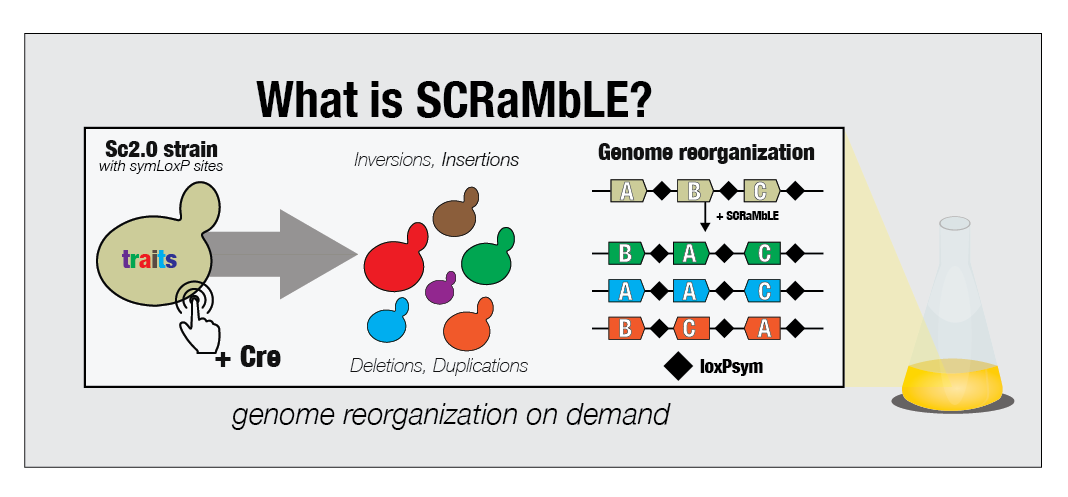 What is SCRaMbLE?
Sc2.0 strain
with symLoxP sites
traits
+ Cre
Inversions, Insertions
Deletions, Duplications
Genome reorganization
A B C
+ SCRaMbLE
B A C
A A C
B C A
loxPsym
genome reorganization on demand